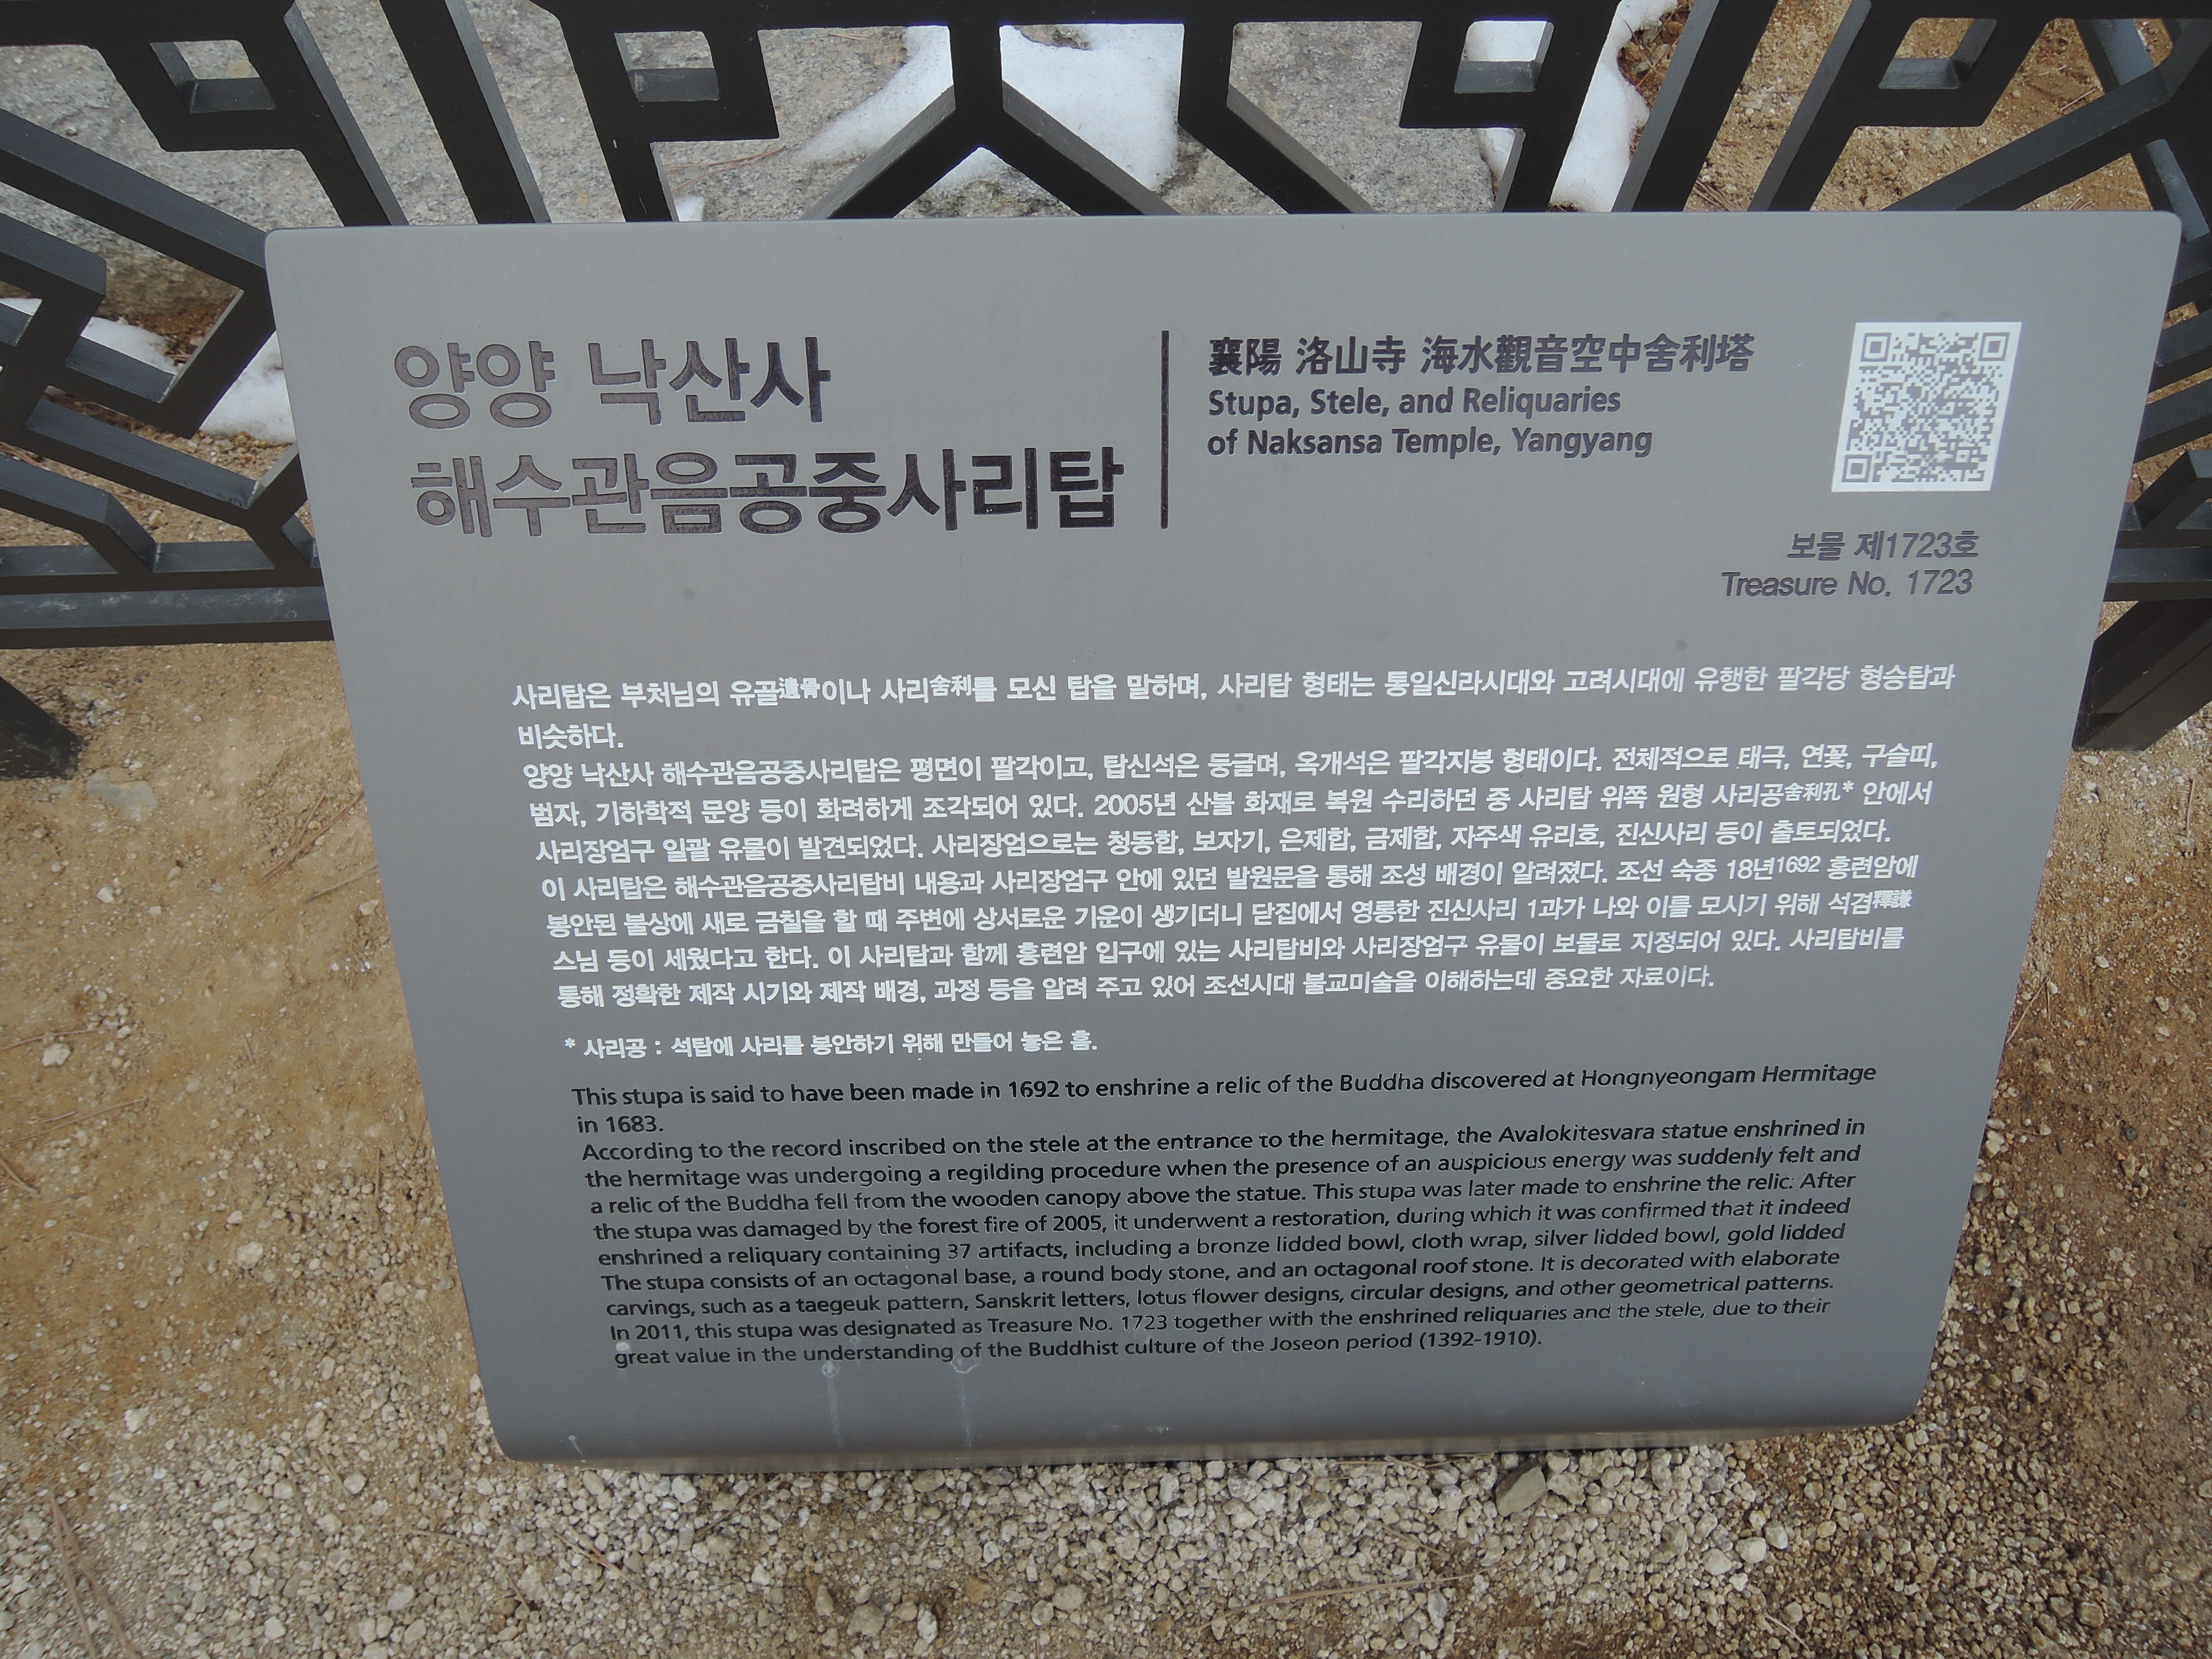 양양 낙산사
해수관음공중사리탑
襄陽 洛山寺 海水觀音空中舍利塔
Stupa, Stele, and Reliquaries
of Naksansa Temple, Yangyang
보물 제1723호
Treasure No. 1723
사리탑은 부처님의 유골遺骨이나 사리舍利를 모신 탑을 말하며, 사리탑 형태는 통일신라시대와 고려시대에 유행한 팔각당 형승탑과
비슷하다.
양양 낙산사 해수관음공중사리탑은 평면이 팔각이고, 탑신석은 둥글며, 옥개석은 팔각지붕 형태이다. 전체적으로 태극, 연꽃, 구슬띠,
범자, 기하학적 문양 등이 화려하게 조각되어 있다. 2005년 산불 화재로 복원 수리하던 중 사리탑 위쪽 원형 사리공舍利孔* 안에서
사리장엄구 일괄 유물이 발견되었다. 사리장엄으로는 청동합, 보자기, 은제합, 금제합, 자주색 유리호, 진신사리 등이 출토되었다.
이 사리탑은 해수관음공중사리탑비 내용과 사리장엄구 안에 있던 발원문을 통해 조성 배경이 알려졌다. 조선 숙종 18년1692 홍련암에
봉안된 불상에 새로 금칠을 할 때 주변에 상서로운 기운이 생기더니 닫집에서 영롱한 진신사리 1과가 나와 이를 모시기 위해 석겸釋謙
스님 등이 세웠다고 한다. 이 사리탑과 함께 홍련암 입구에 있는 사리탑비와 사리장엄구 유물이 보물로 지정되어 있다. 사리탑비를
통해 정확한 제작 시기와 제작 배경, 과정 등을 알려 주고 있어 조선시대 불교미술을 이해하는데 중요한 자료이다.
* 사리공 : 석탑에 사리를 봉안하기 위해 만들어 놓은 홈.
This stupa is said to have been made in 1692 to enshrine a relic of the Buddha discovered at Hongnyeongam Hermitage
in 1683.
According to the record inscribed on the stele at the entrance to the hermitage, the Avalokitesvara statue enshrined in
the hermitage was undergoing a regilding procedure when the presence of an auspicious energy was suddenly felt and
a relic of the Buddha fell from the wooden canopy above the statue. This stupa was later made to enshrine the relic. After
the stupa was damaged by the forest fire of 2005, it underwent a restoration, during which it was confirmed that it indeed
enshrined a reliquary containing 37 artifacts, including a bronze lidded bowl, cloth wrap, silver lidded bowl, gold lidded
The stupa consists of an octagonal base, a round body stone, and an octagonal roof stone. It is decorated with elaborate
carvings, such as a taegeuk pattern, Sanskrit letters, lotus flower designs, circular designs, and other geometrical patterns.
In 2011, this stupa was designated as Treasure No. 1723 together with the enshrined reliquaries and the stele, due to their
great value in the understanding of the Buddhist culture of the Joseon period (1392-1910).